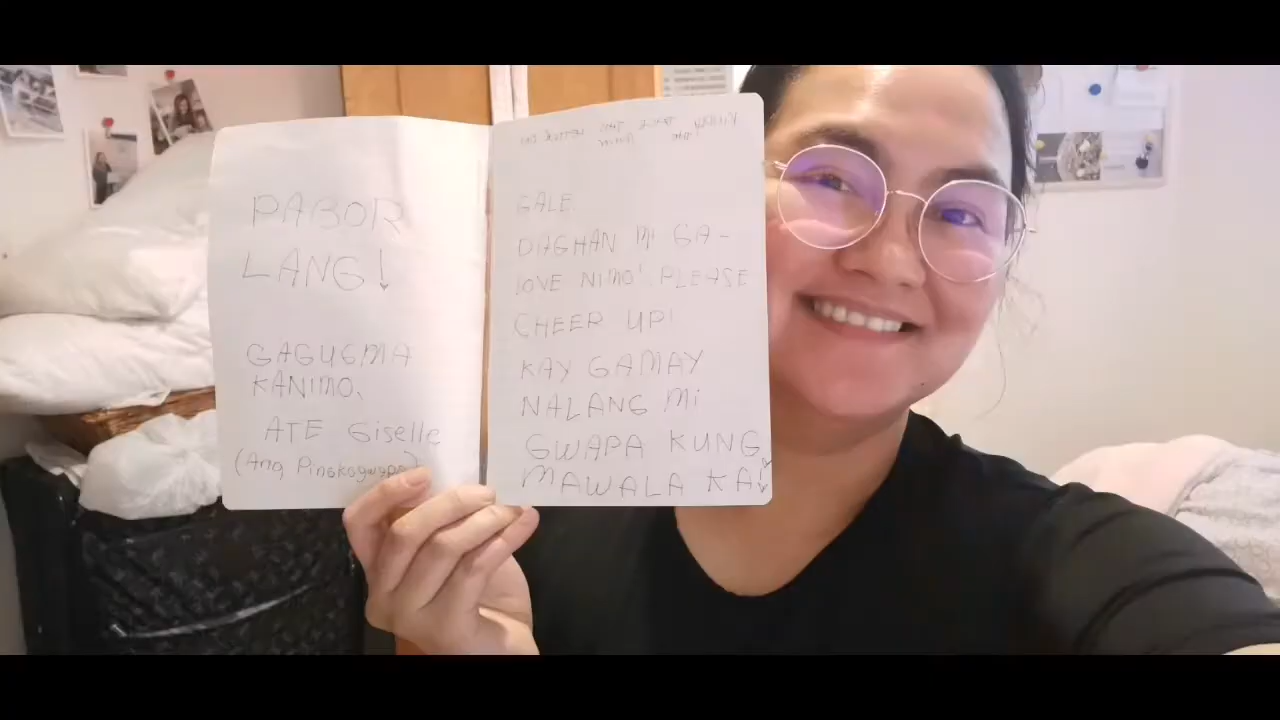 PABOR
LANG!
GAGUGMA
KANIMO,
ATE Giselle
(Ang Pinakagwapa)
GALE
DAGHAN MI GA-
LOVE NIMO! PLEASE
CHEER UP!
KAY GAMAY
NALANG MI
GWAPA KUNG
MAWALA KA!